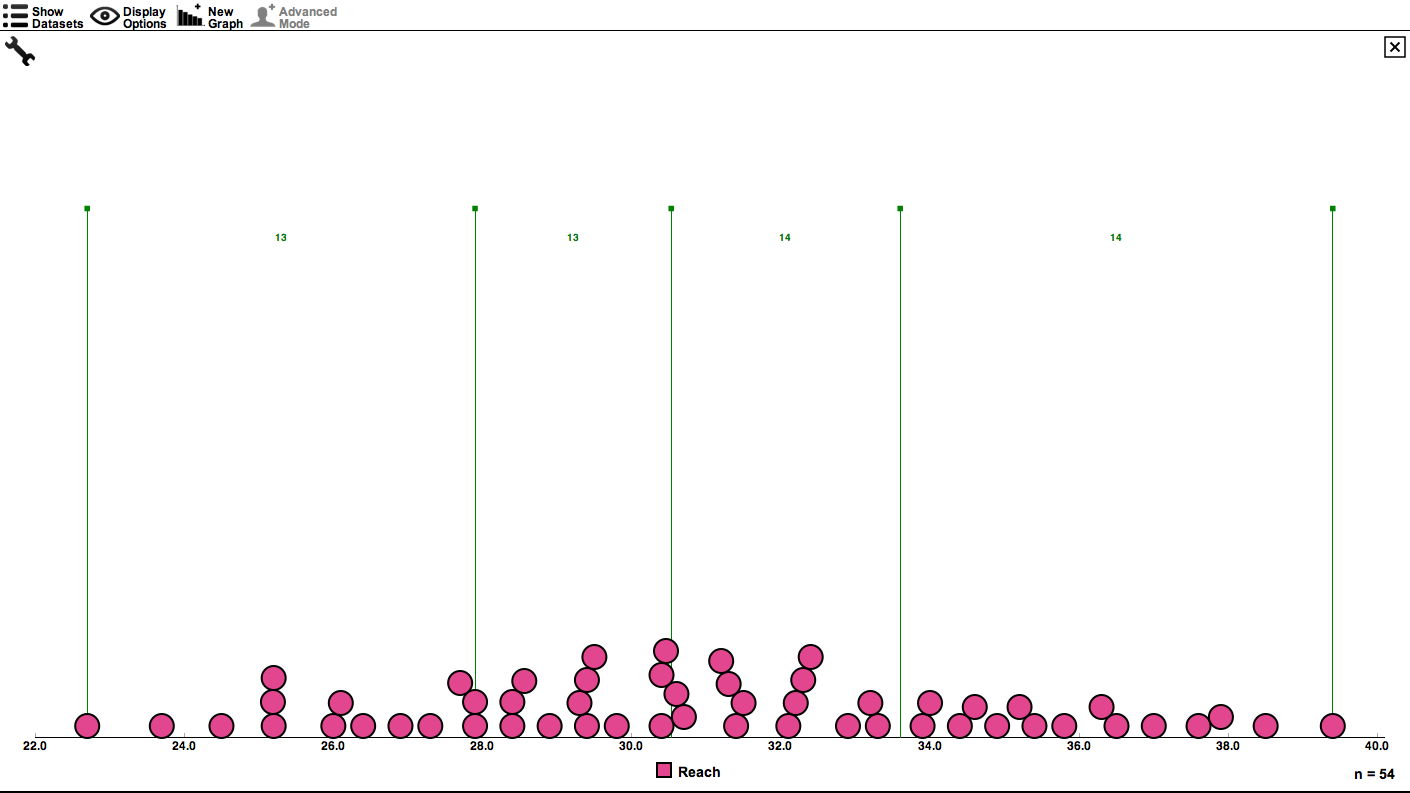 Show Datasets
Display Options
New Graph
Advanced Mode
13 13 14 14
22.0 24.0 26.0 28.0 30.0 32.0 34.0 36.0 38.0 40.0
Reach
n = 54